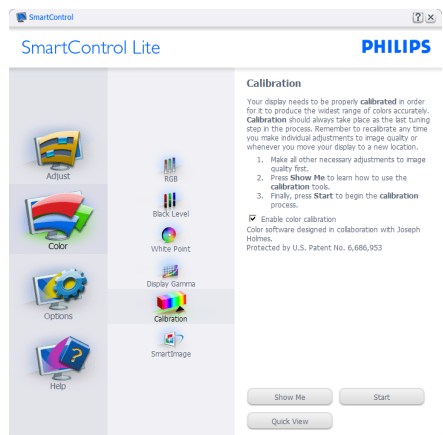 SmartControl
SmartControl Lite
PHILIPS
Adjust
Color
Options
Help
RGB
Black Level
White Point
Display Gamma
Calibration
SmartImage
Calibration
Your display needs to be properly calibrated in order
for it to produce the widest range of colors accurately.
Calibration should always take place as the last tuning
step in the process. Remember to recalibrate any time
you make individual adjustments to image quality or
whenever you move your display to a new location.
1. Make all other necessary adjustments to image
quality first.
2. Press Show Me to learn how to use the
calibration tools.
3. Finally, press Start to begin the calibration
process.
Enable color calibration
Color software designed in collaboration with Joseph
Holmes.
Protected by U.S. Patent No. 6,686,953
Show Me
Start
Quick View